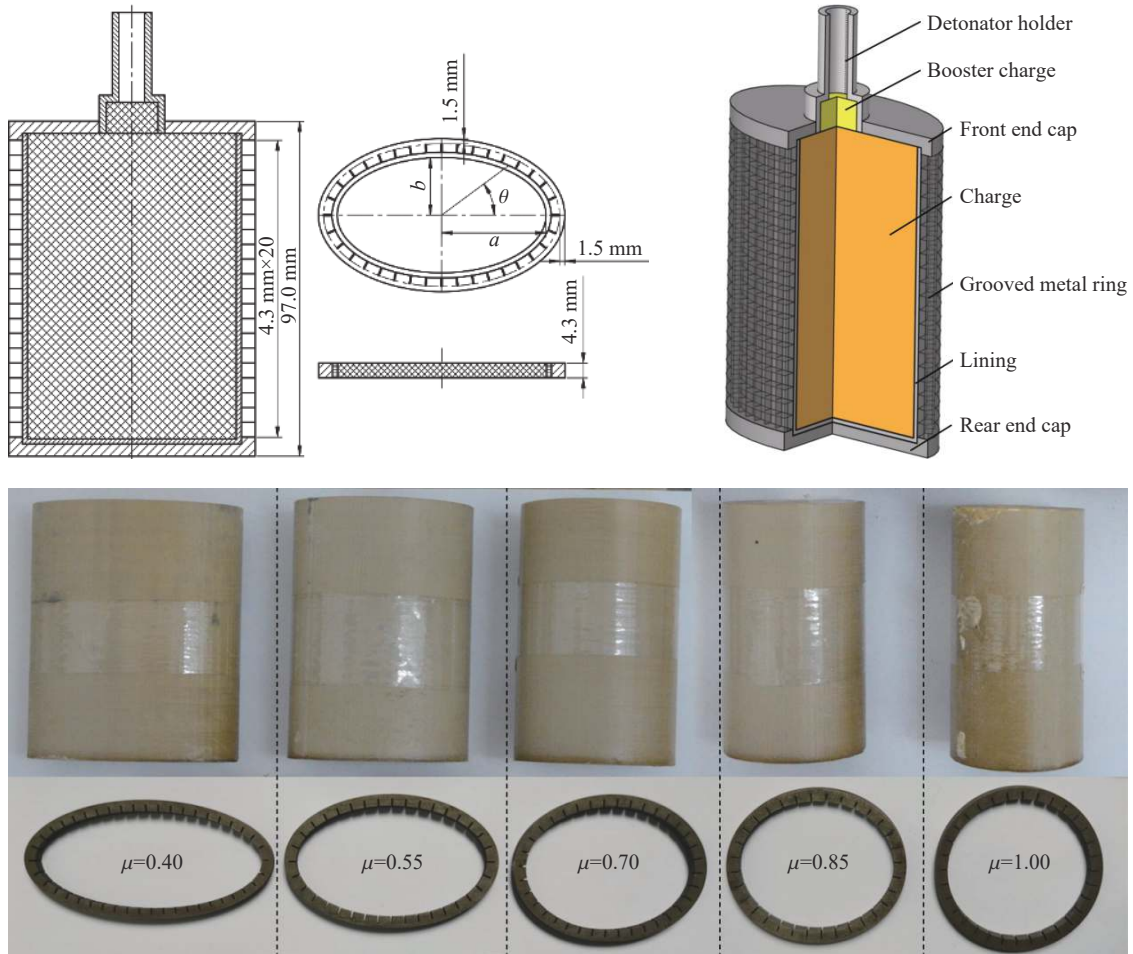 1.5 mm
b
θ
a
1.5 mm
4.3 mm×20
97.0 mm
4.3 mm
Detonator holder
Booster charge
Front end cap
Charge
Grooved metal ring
Lining
Rear end cap
μ=0.40
μ=0.55
μ=0.70
μ=0.85
μ=1.00